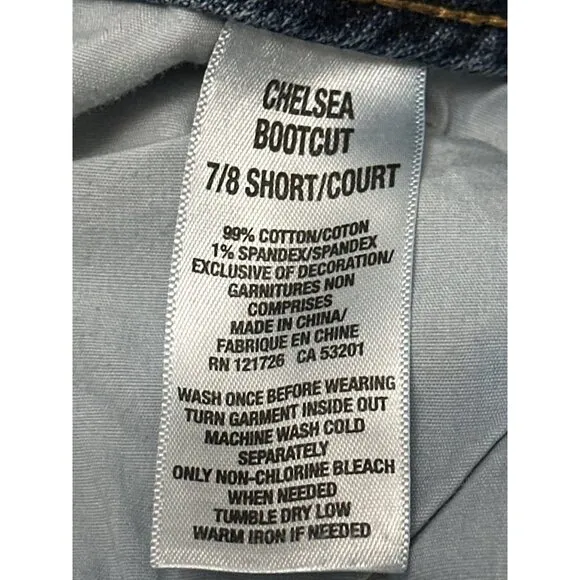 CHELSEA
BOOTCUT
7/8 SHORT/COURT
99% COTTON/COTON
1% SPANDEX/SPANDEX
EXCLUSIVE OF DECORATION/
GARNITURES NON
COMPRISES
MADE IN CHINA/
FABRIQUE EN CHINE
RN 121726 CA 53201
WASH ONCE BEFORE WEARING
TURN GARMENT INSIDE OUT
MACHINE WASH COLD
SEPARATELY
ONLY NON-CHLORINE BLEACH
WHEN NEEDED
TUMBLE DRY LOW
WARM IRON IF NEEDED